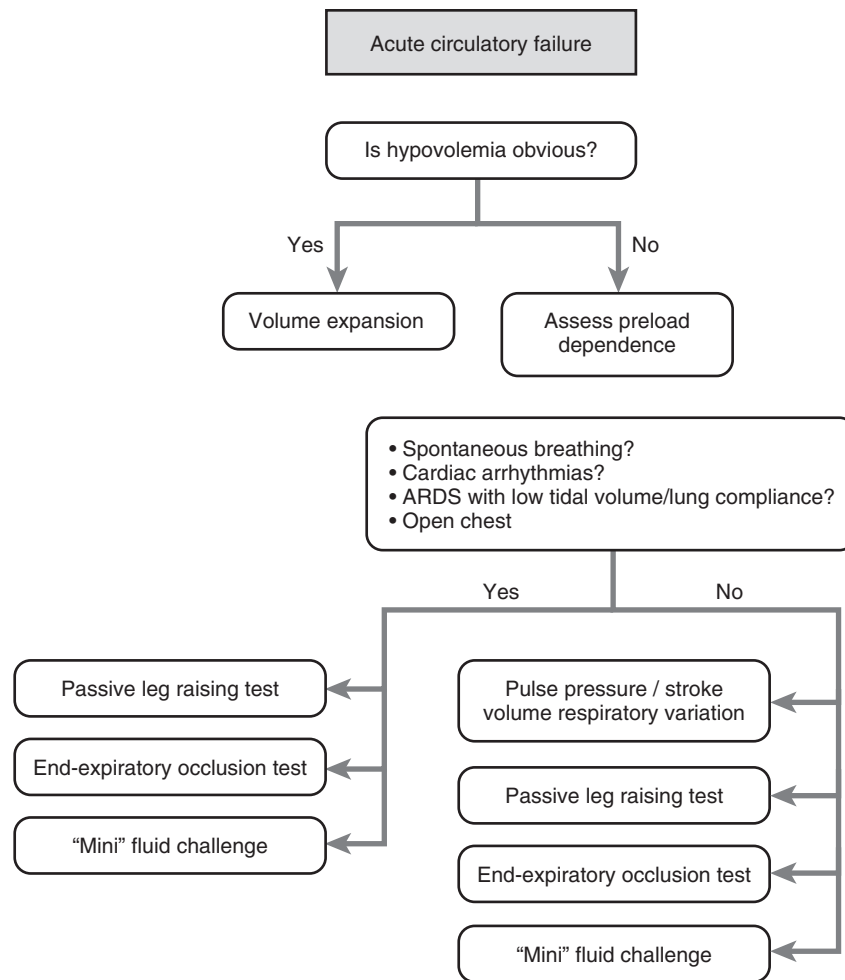 Acute circulatory failure
Is hypovolemia obvious?
Yes
No
Volume expansion
Assess preload
dependence
• Spontaneous breathing?
• Cardiac arrhythmias?
• ARDS with low tidal volume/lung compliance?
• Open chest
Yes
No
Passive leg raising test
End-expiratory occlusion test
“Mini” fluid challenge
Pulse pressure / stroke
volume respiratory variation
Passive leg raising test
End-expiratory occlusion test
“Mini” fluid challenge